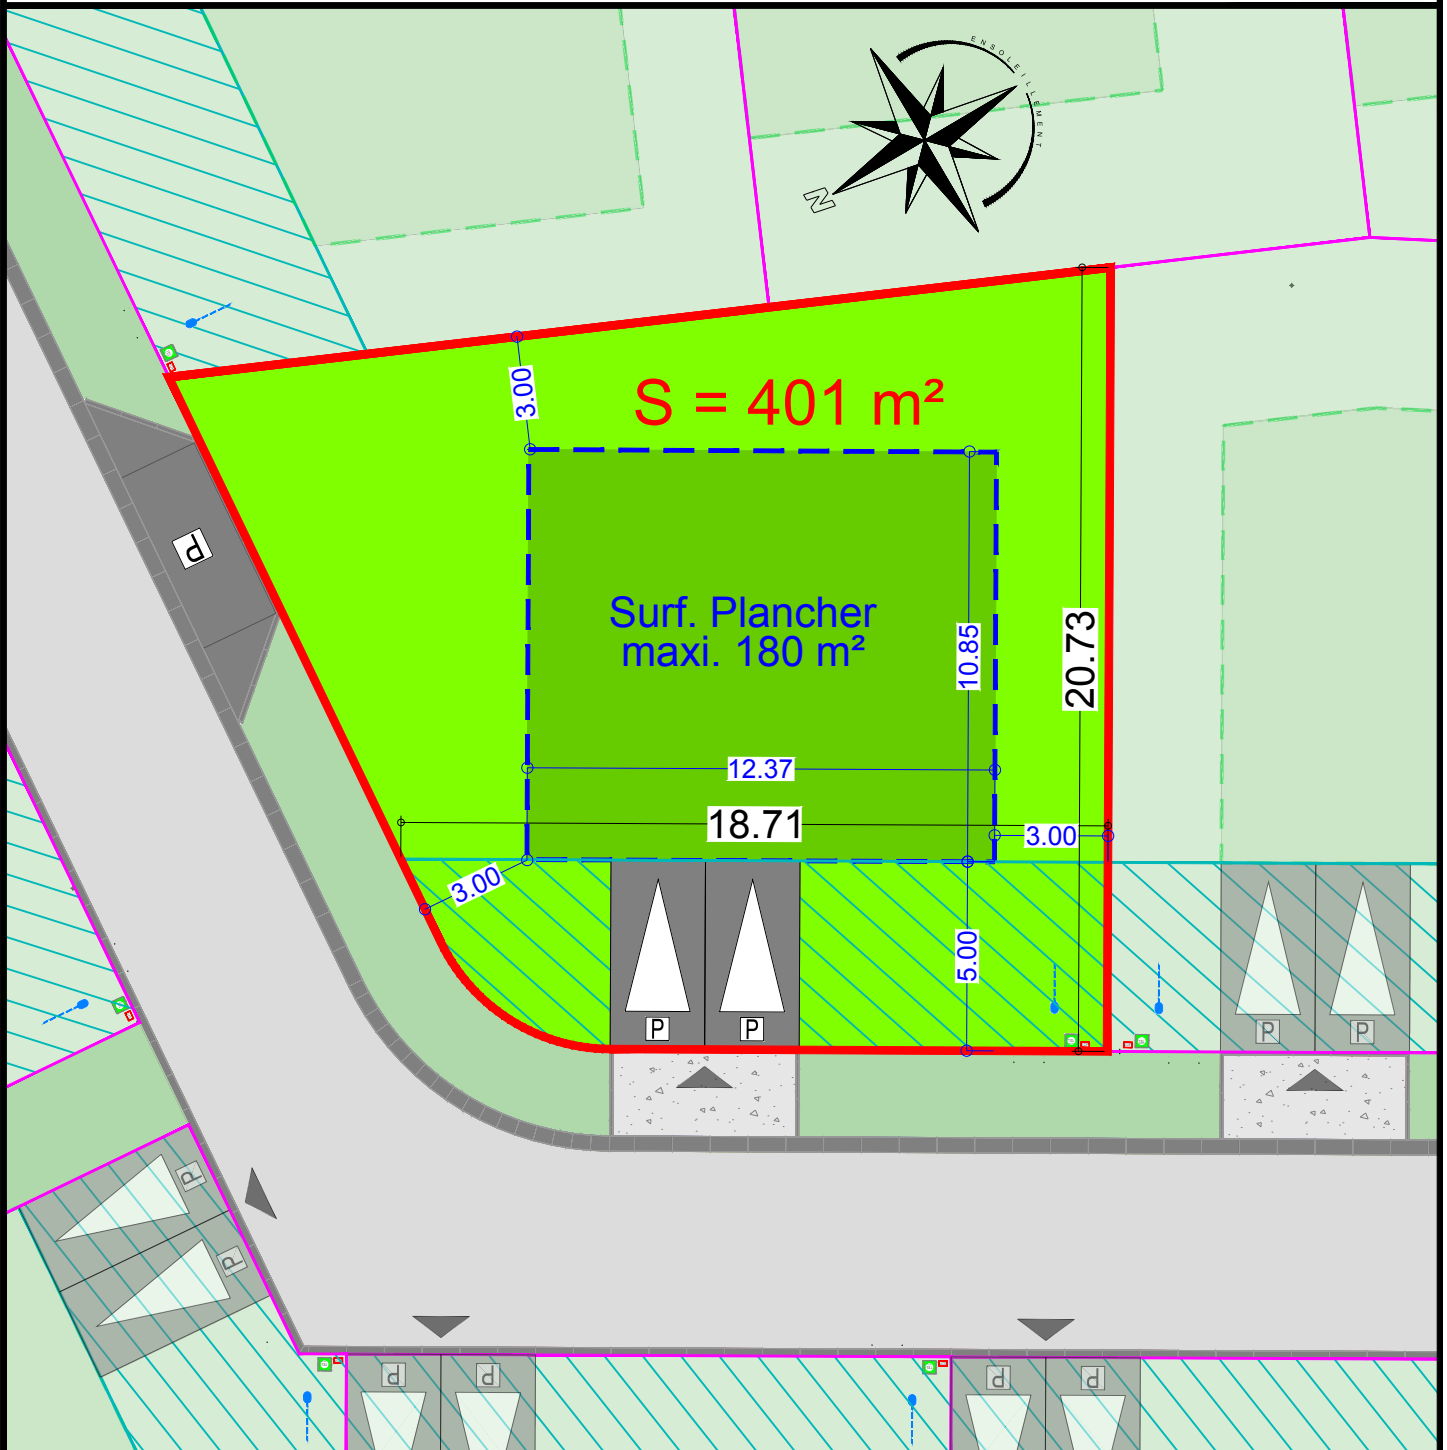 ENSOLEILLEMENT
N
3.00
S = 401 m²
P
Surf. Plancher
maxi. 180 m²
10.85
20.73
12.37
18.71
3.00
3.00
5.00
P
P
P
P
P
P
P
P
P
P